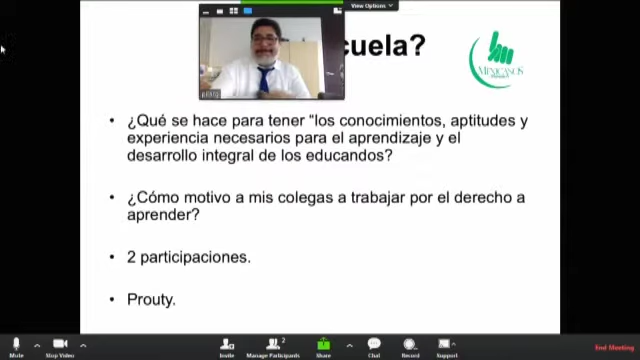 View Options
cuela?
MEXICANOS
• ¿Qué se hace para tener “los conocimientos, aptitudes y
experiencia necesarios para el aprendizaje y el
desarrollo integral de los educandos?
• ¿Cómo motivo a mis colegas a trabajar por el derecho a
aprender?
• 2 participaciones.
• Prouty.
Mute
Stop Video
Invite
2
Manage Participants
Share
Chat
Record
Support
End Meeting